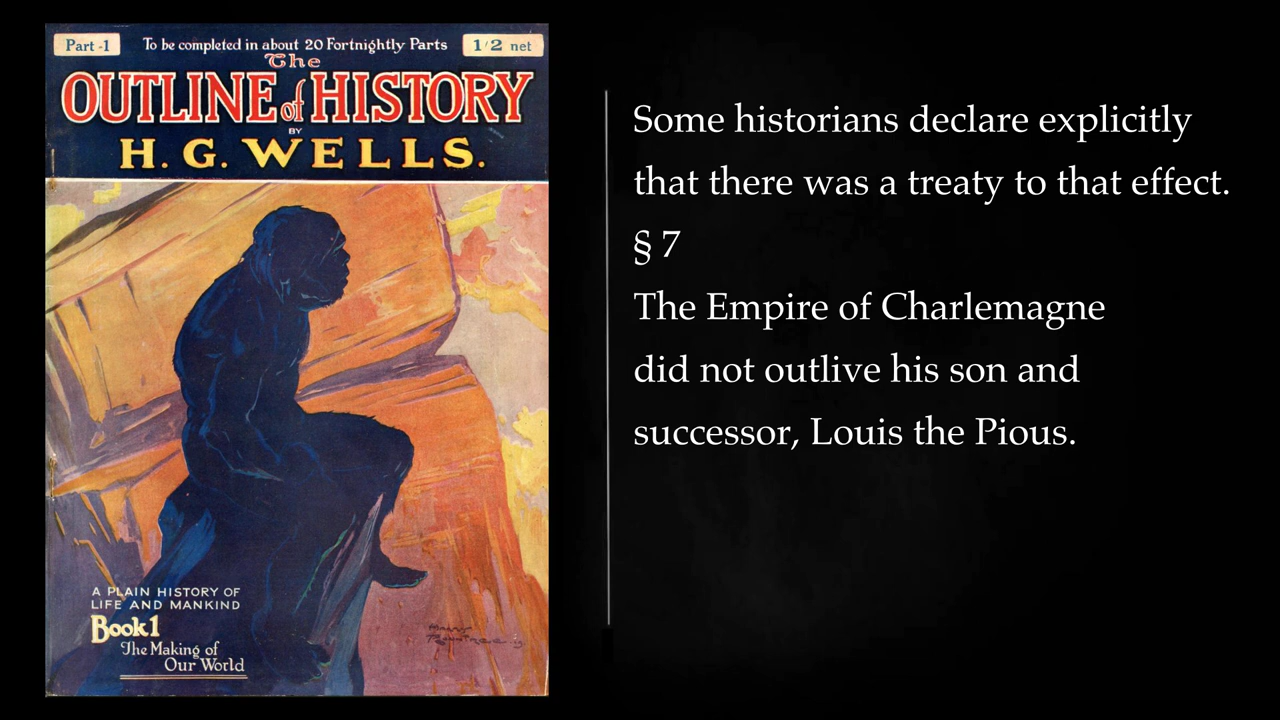 Part -1
To be completed in about 20 Fortnightly Parts
1/2 net
The
OUTLINE of HISTORY
BY
H. G. WELLS.
A PLAIN HISTORY OF
LIFE AND MANKIND
Book 1
The Making of
Our World
Some historians declare explicitly
that there was a treaty to that effect.
§ 7
The Empire of Charlemagne
did not outlive his son and
successor, Louis the Pious.